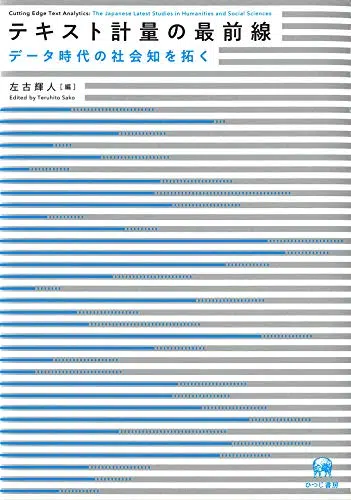 Cutting Edge Text Analytics: The Japanese Latest Studies in Humanities and Social Sciences
テキスト計量の最前線
データ時代の社会知を拓く
左古輝人［編］
Edited by Teruhito Sako
ひつじ書房